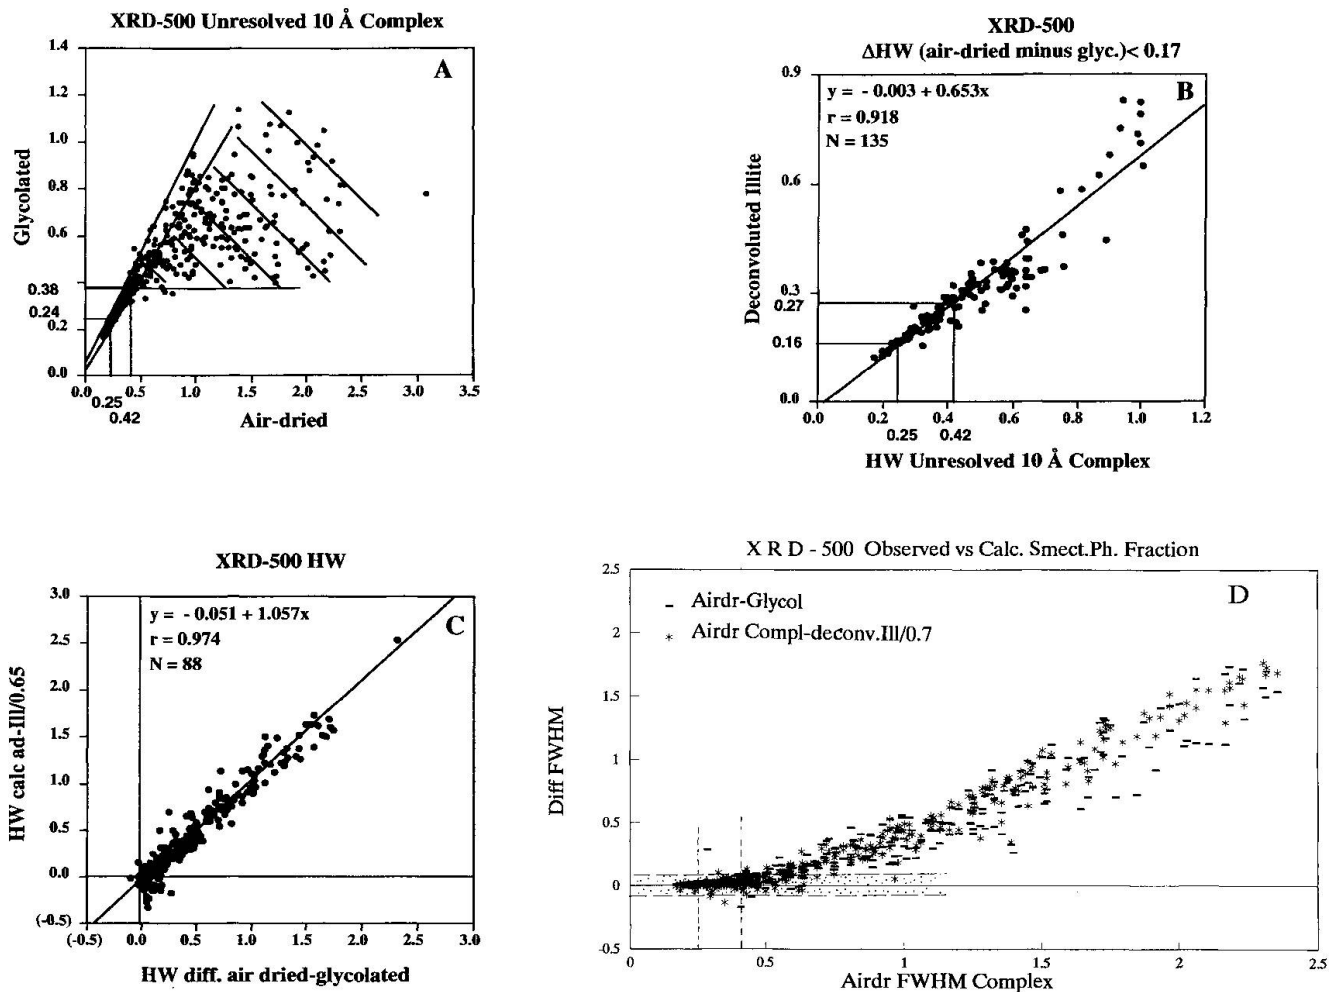 XRD-500 Unresolved 10 Å Complex
1.4
1.2
1.0
0.8
0.6
0.4
0.38
0.24
0.2
0.0
Glycolated
A
0.0
0.5
1.0
1.5
2.0
2.5
3.0
3.5
0.25
0.42
Air-dried
XRD-500
ΔHW (air-dried minus glyc.)< 0.17
0.9
0.6
0.3
0.27
0.16
0.0
Deconvoluted Illite
y = - 0.003 + 0.653x
r = 0.918
N = 135
B
0.0
0.2
0.4
0.6
0.8
1.0
1.2
0.25
0.42
HW Unresolved 10 Å Complex
XRD-500 HW
3.0
2.5
2.0
1.5
1.0
0.5
0.0
(-0.5)
HW calc ad-Ill/0.65
y = - 0.051 + 1.057x
r = 0.974
N = 88
C
(-0.5)
0.0
0.5
1.0
1.5
2.0
2.5
3.0
HW diff. air dried-glycolated
X R D - 500 Observed vs Calc. Smect.Ph. Fraction
2.5
2
1.5
1
0.5
0
-0.5
Diff FWHM
- Airdr-Glycol
* Airdr Compl-deconv.Ill/0.7
D
0
0.5
1
1.5
2
2.5
Airdr FWHM Complex